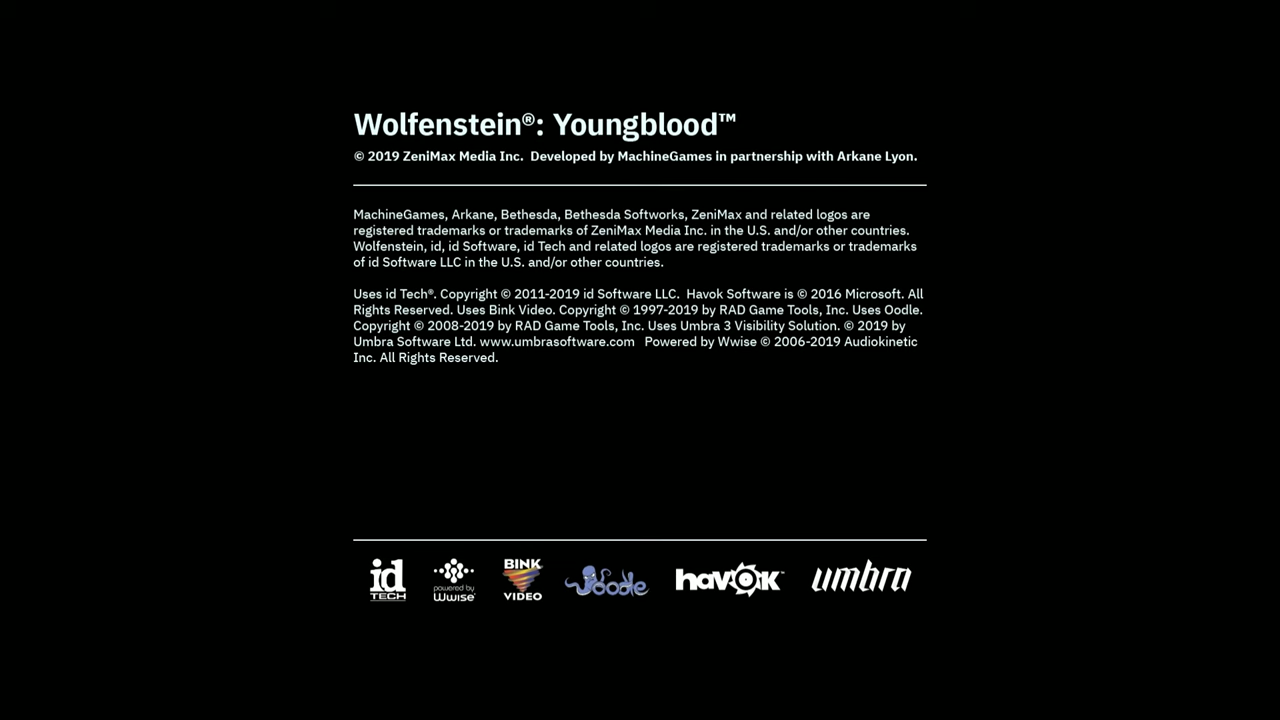 Wolfenstein®: Youngblood™
© 2019 ZeniMax Media Inc.  Developed by MachineGames in partnership with Arkane Lyon.
MachineGames, Arkane, Bethesda, Bethesda Softworks, ZeniMax and related logos are
registered trademarks or trademarks of ZeniMax Media Inc. in the U.S. and/or other countries.
Wolfenstein, id, id Software, id Tech and related logos are registered trademarks or trademarks
of id Software LLC in the U.S. and/or other countries.
Uses id Tech®. Copyright © 2011-2019 id Software LLC.  Havok Software is © 2016 Microsoft. All
Rights Reserved. Uses Bink Video. Copyright © 1997-2019 by RAD Game Tools, Inc. Uses Oodle.
Copyright © 2008-2019 by RAD Game Tools, Inc. Uses Umbra 3 Visibility Solution. © 2019 by
Umbra Software Ltd. www.umbrasoftware.com   Powered by Wwise © 2006-2019 Audiokinetic
Inc. All Rights Reserved.
id
TECH
powered by
Wwise
BINK
VIDEO
oodle
havok™
umbra